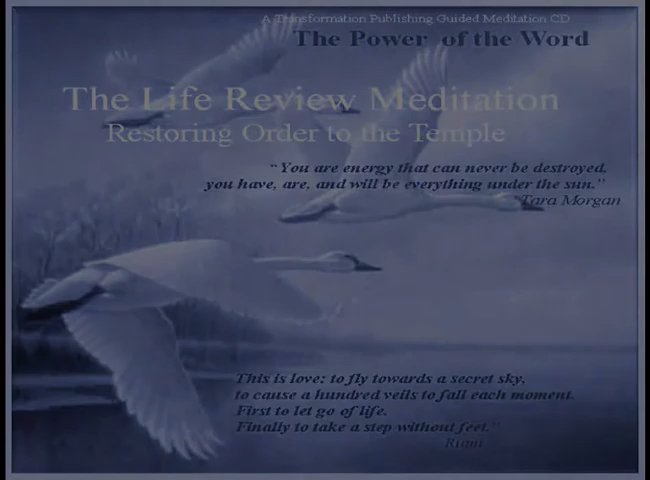 A Transformation Publishing Guided Meditation CD
The Power of the Word
The Life Review Meditation
Restoring Order to the Temple
“You are energy that can never be destroyed,
you have, are, and will be everything under the sun.”
“Tara Morgan
This is love: to fly towards a secret sky,
to cause a hundred veils to fall each moment.
First to let go of life.
Finally to take a step without feet.”
Rumi